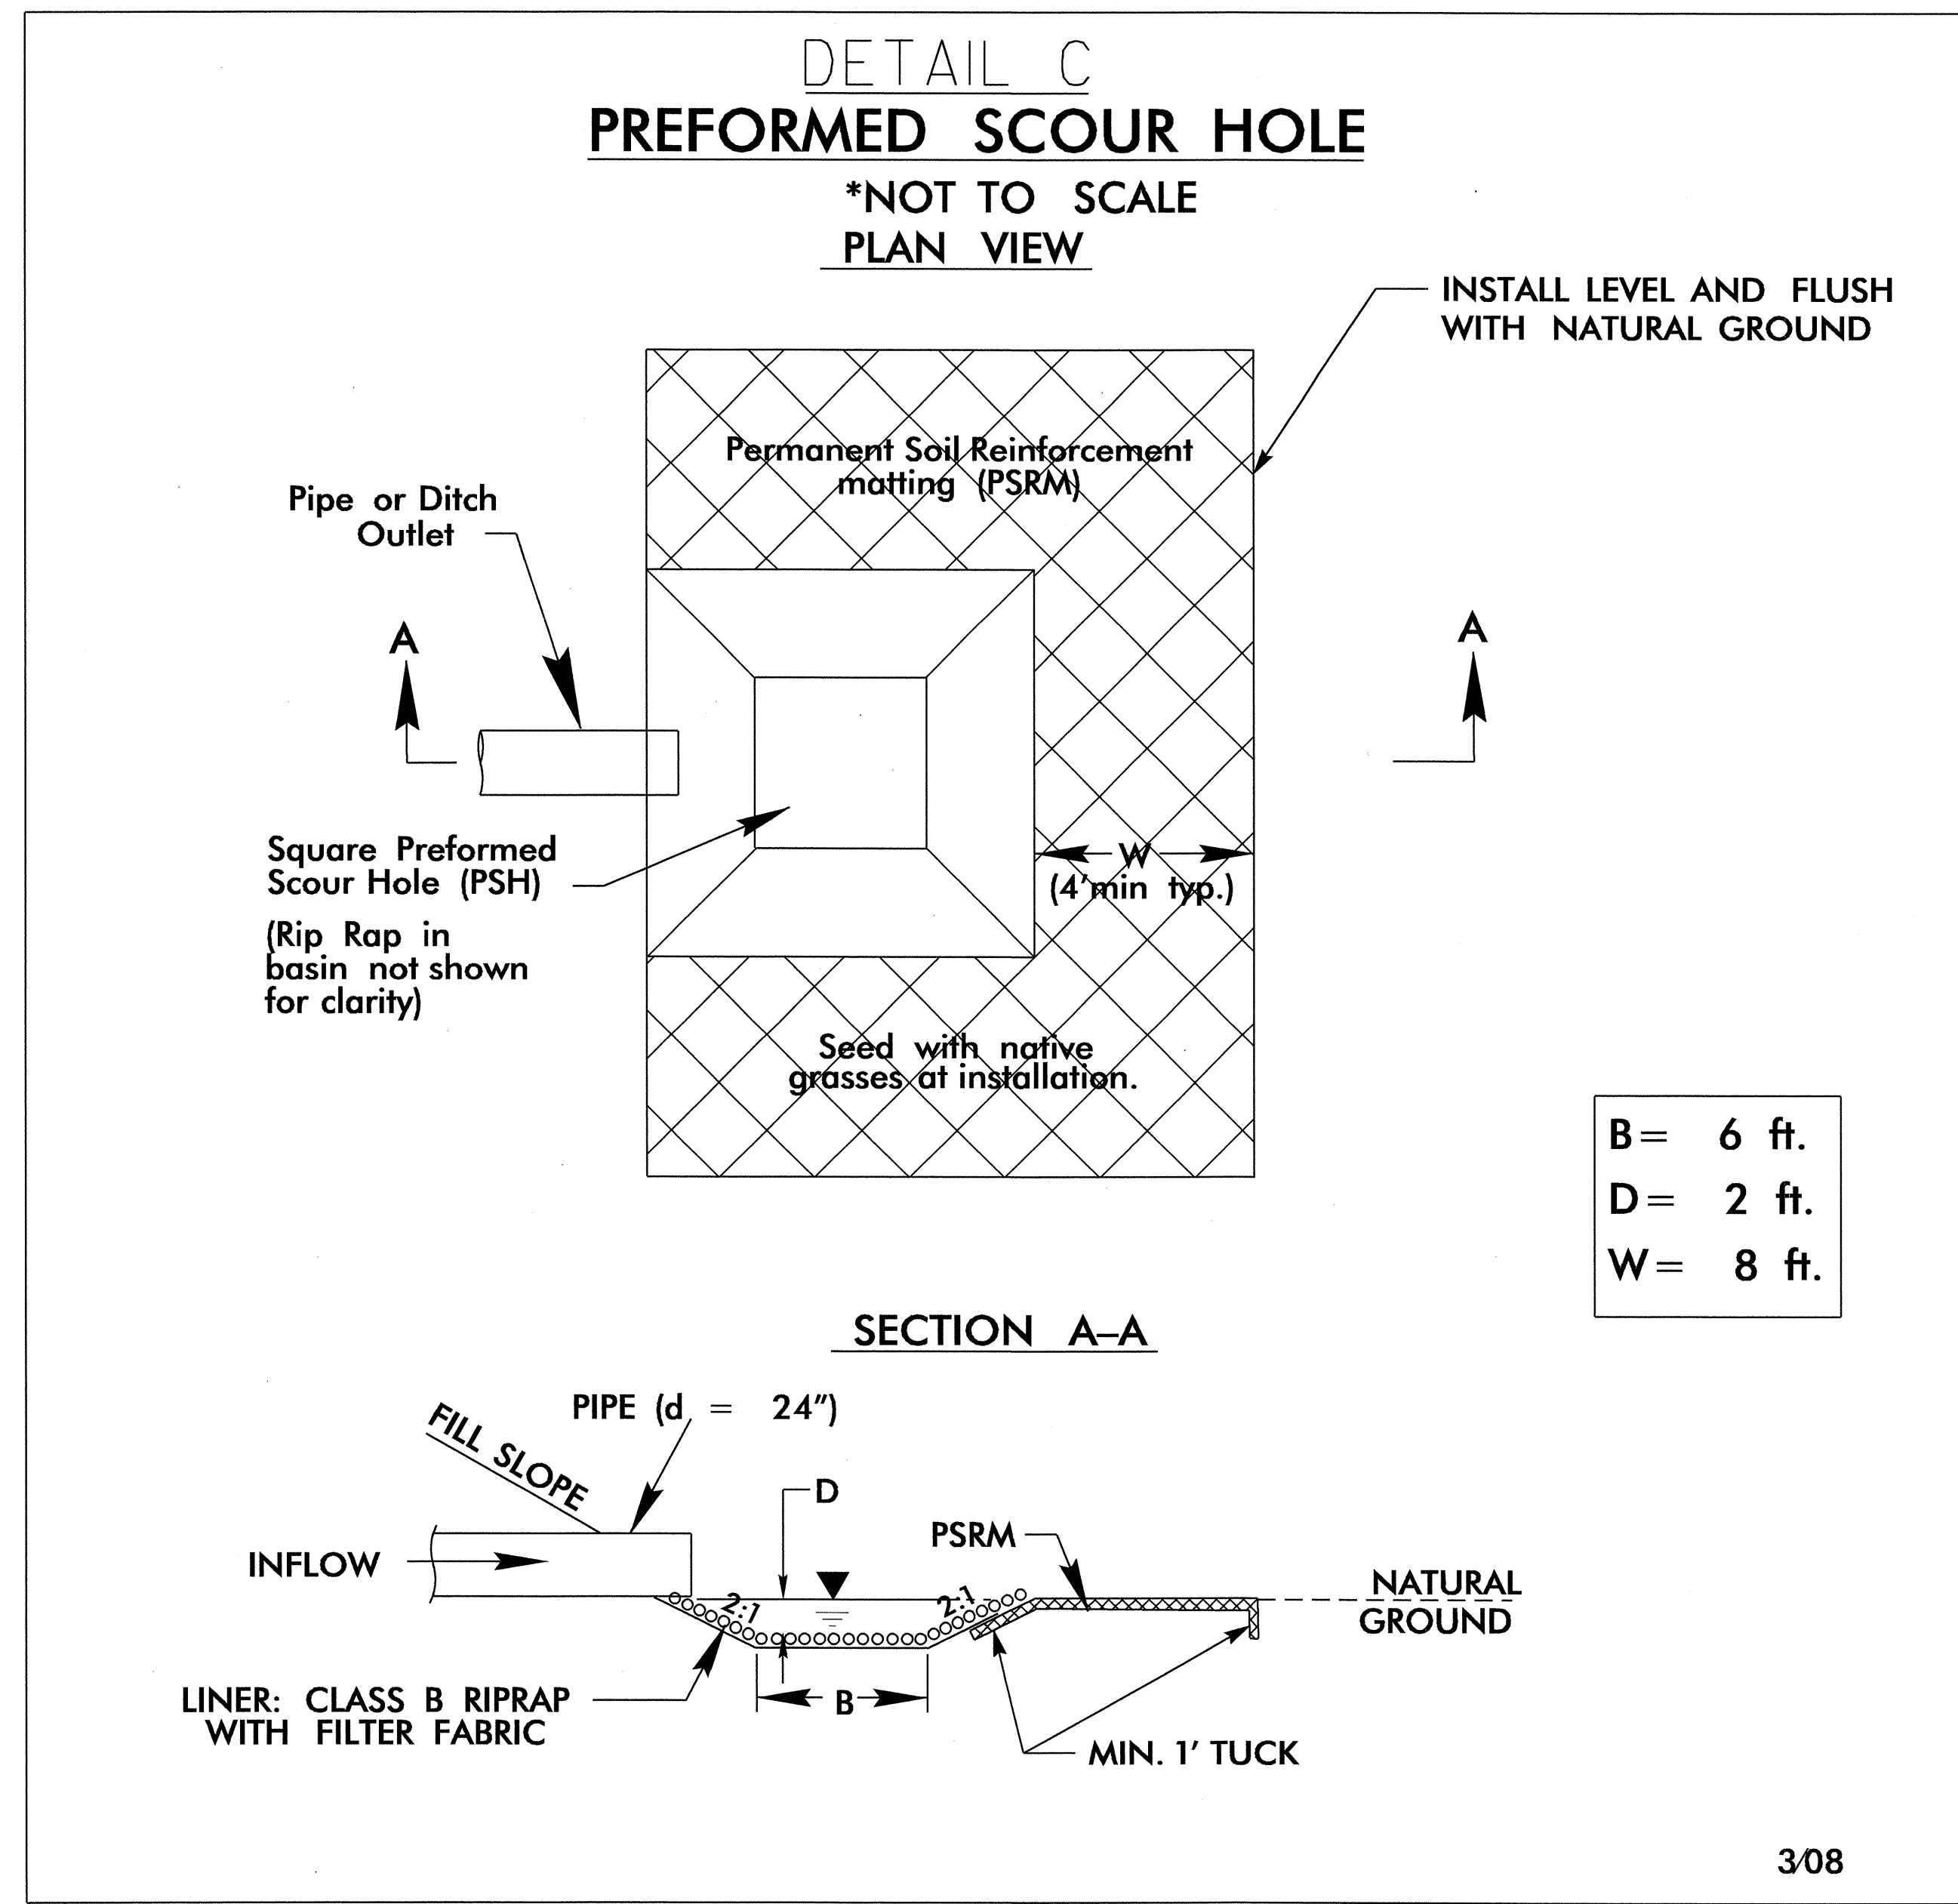 DETAIL C
PREFORMED SCOUR HOLE
*NOT TO SCALE
PLAN VIEW
INSTALL LEVEL AND FLUSH
WITH NATURAL GROUND
Permanent Soil Reinforcement
matting (PSRM)
Pipe or Ditch
Outlet
A
A
Square Preformed
Scour Hole (PSH)
(Rip Rap in
basin not shown
for clarity)
W
(4'min typ.)
Seed with native
grasses at installation.
B= 6 ft.
D= 2 ft.
W= 8 ft.
SECTION A–A
PIPE (d = 24")
FILL SLOPE
D
PSRM
INFLOW
2:1
2:1
NATURAL
GROUND
LINER: CLASS B RIPRAP
WITH FILTER FABRIC
B
MIN. 1' TUCK
3/08